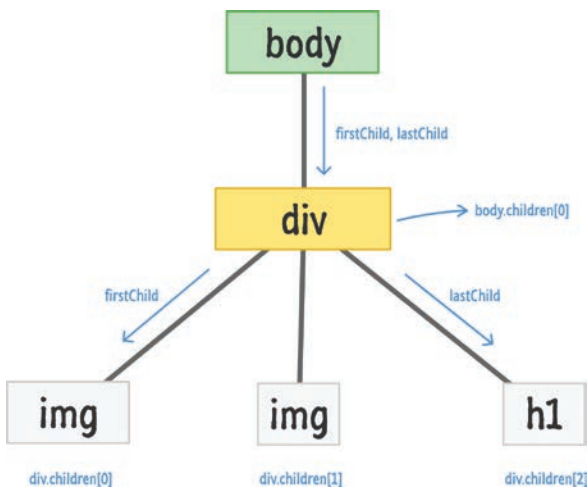 body
firstChild, lastChild
div
body.children[0]
firstChild
lastChild
img
img
h1
div.children[0]
div.children[1]
div.children[2]